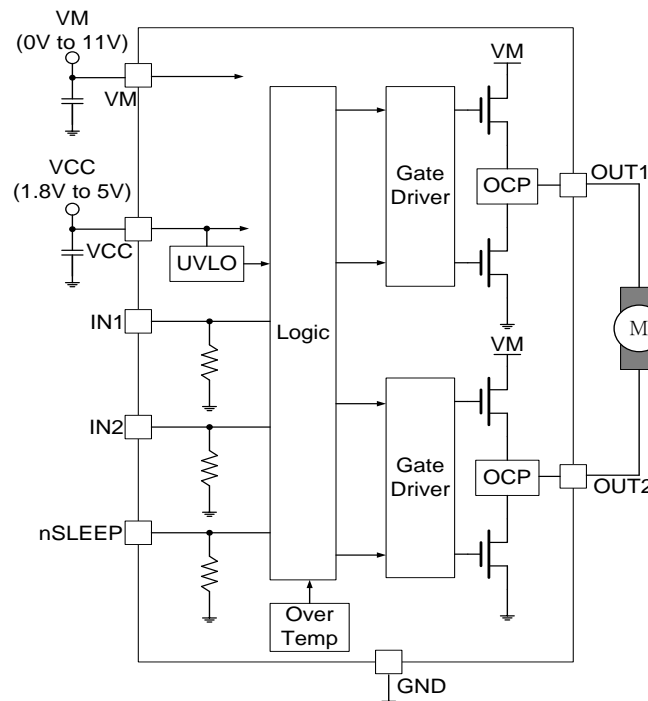 VM
(0V to 11V)
VM
VCC
(1.8V to 5V)
VCC
UVLO
IN1
IN2
nSLEEP
Logic
Over
Temp
Gate
Driver
VM
OCP
OUT1
M
Gate
Driver
VM
OCP
OUT2
GND